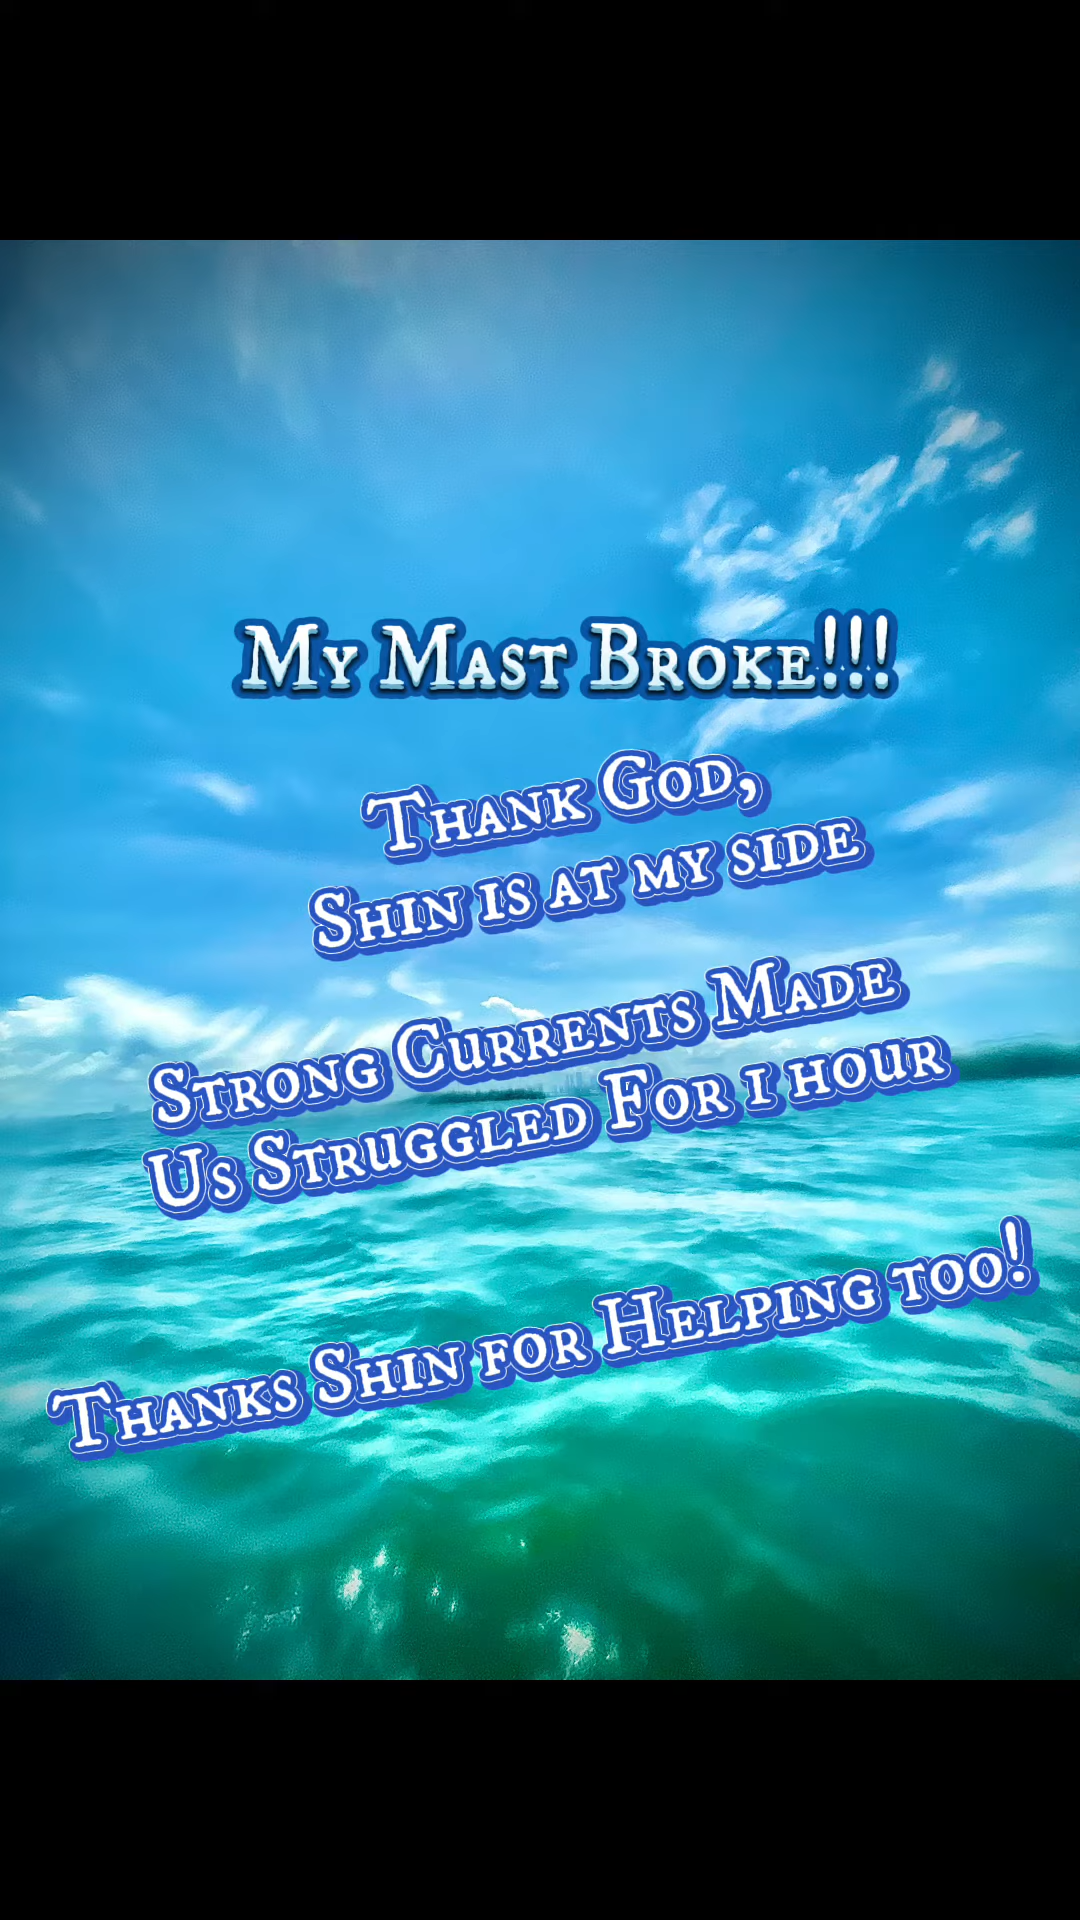 My Mast Broke!!!
Thank God,
Shin is at my side
Strong Currents Made
Us Struggled For 1 hour
Thanks Shin for Helping too!